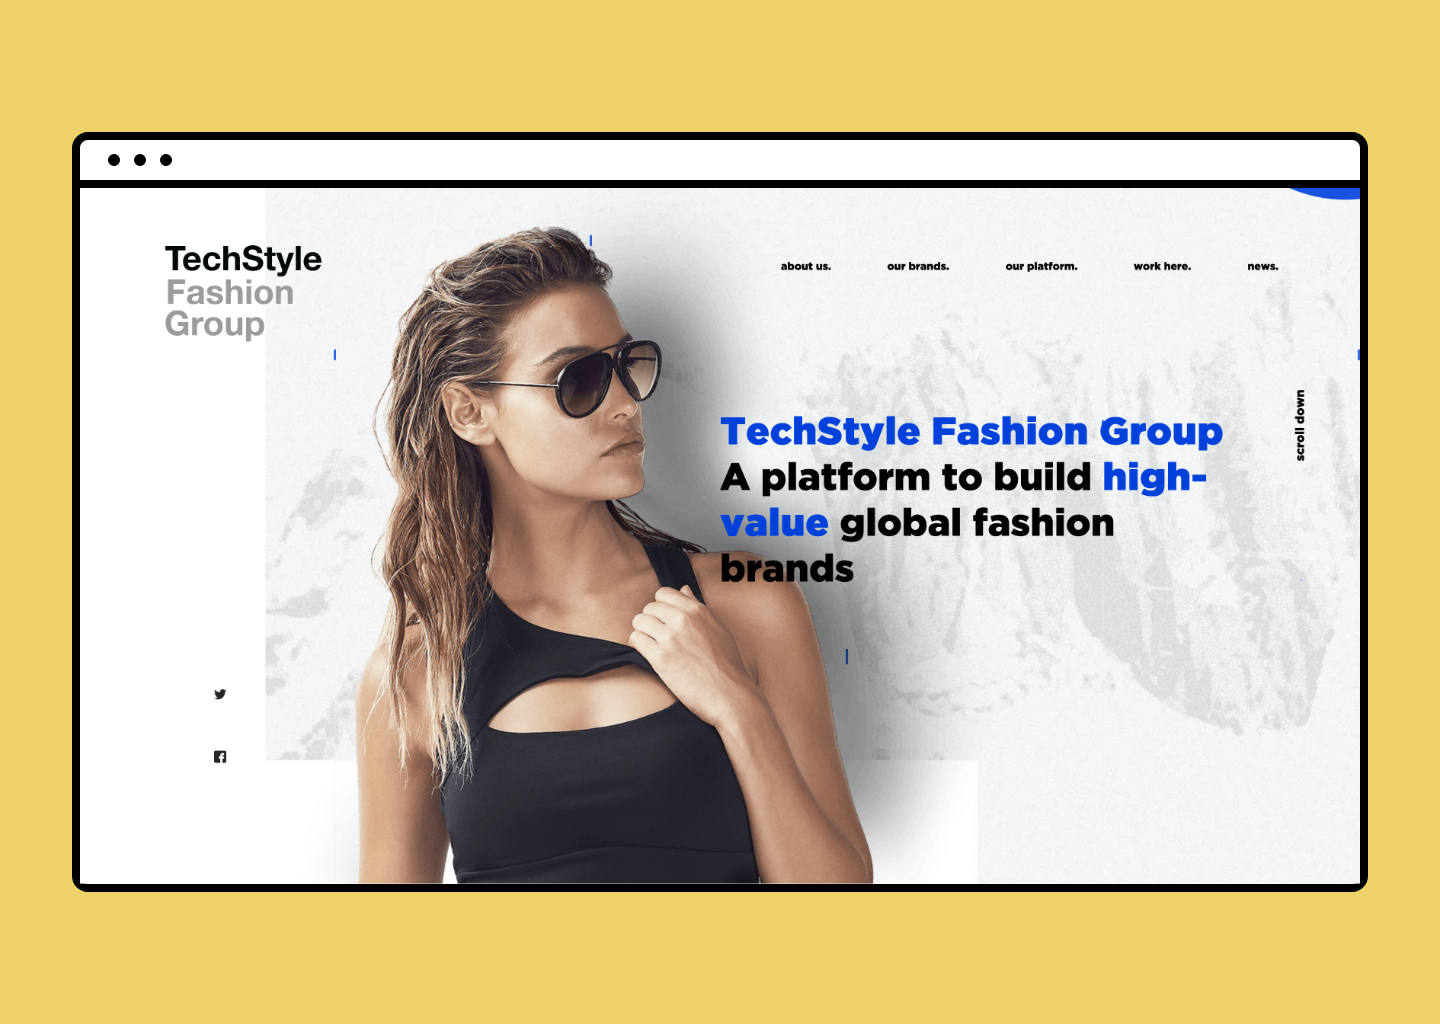 TechStyle
Fashion
Group
about us.
our brands.
our platform.
work here.
news.
scroll down
TechStyle Fashion Group
A platform to build high-
value global fashion
brands